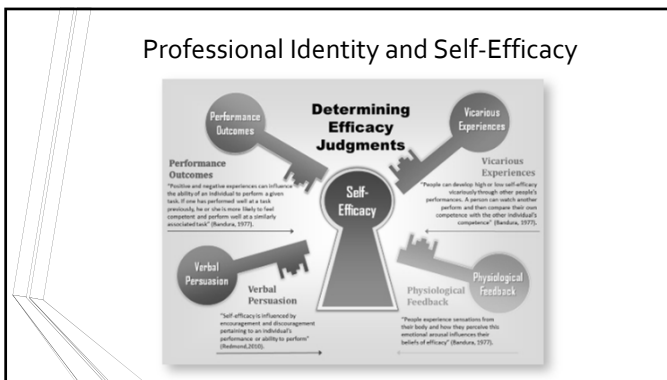 Professional Identity and Self-Efficacy
Performance
Outcomes
Determining
Efficacy
Judgments
Vicarious
Experiences
Performance
Outcomes
"Positive and negative experiences can influence
the ability of an individual to perform a given
task. If one has performed well at a task
previously, he or she is more likely to feel
competent and perform well at a similarly
associated task" (Bandura, 1977).
Self-
Efficacy
Vicarious
Experiences
"People can develop high or low self-efficacy
vicariously through other people's
performances. A person can watch another
perform and then compare their own
competence with the other individual's
competence" (Bandura, 1977).
Verbal
Persuasion
Verbal
Persuasion
"Self-efficacy is influenced by
encouragement and discouragement
pertaining to an individual's
performance or ability to perform"
(Redmond,2010).
Physiological
Feedback
Physiological
Feedback
"People experience sensations from
their body and how they perceive this
emotional arousal influences their
beliefs of efficacy" (Bandura, 1977).